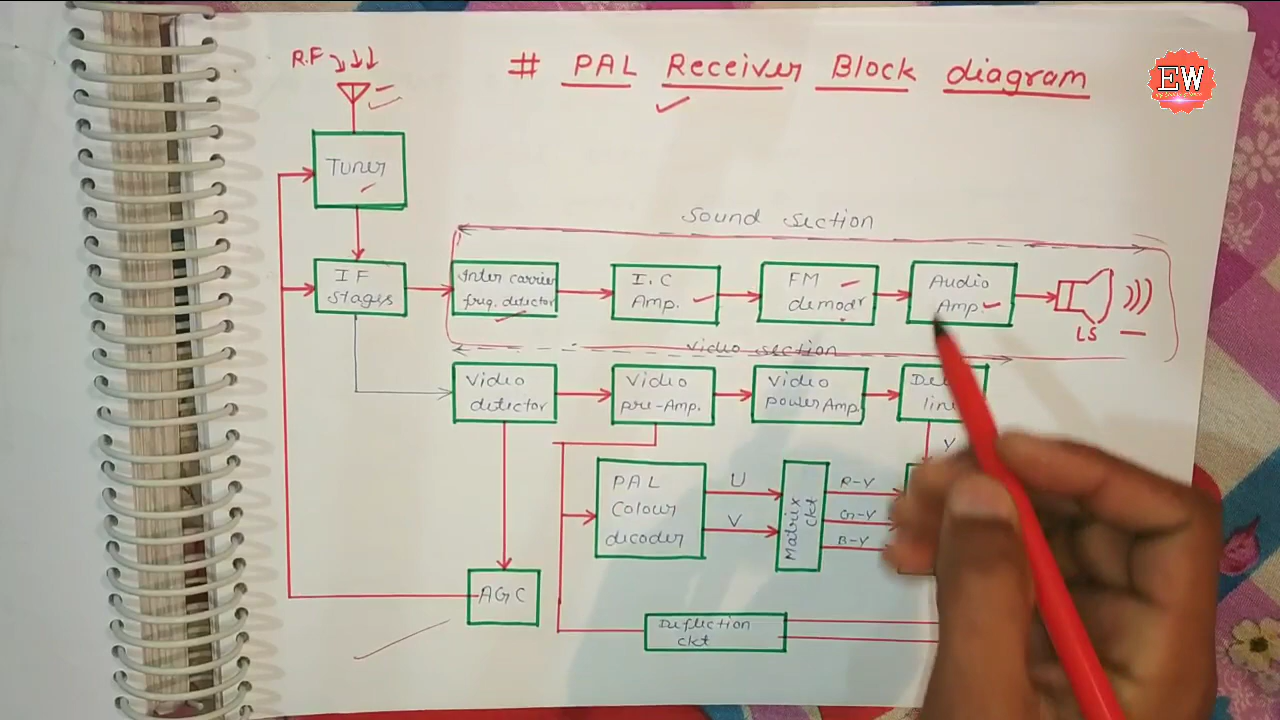 # PAL Receiver Block diagram
EW
R.F
Tuner
Sound section
IF
stages
Inter carrier
freq. detector
I.C
Amp.
FM
demodr
Audio
Amp.
LS
video section
Video
detector
Video
pre-Amp.
Video
power Amp.
line
Y
PAL
Colour
decoder
U
V
Matrix
ckt
R-Y
G-Y
B-Y
AGC
Deflection
ckt